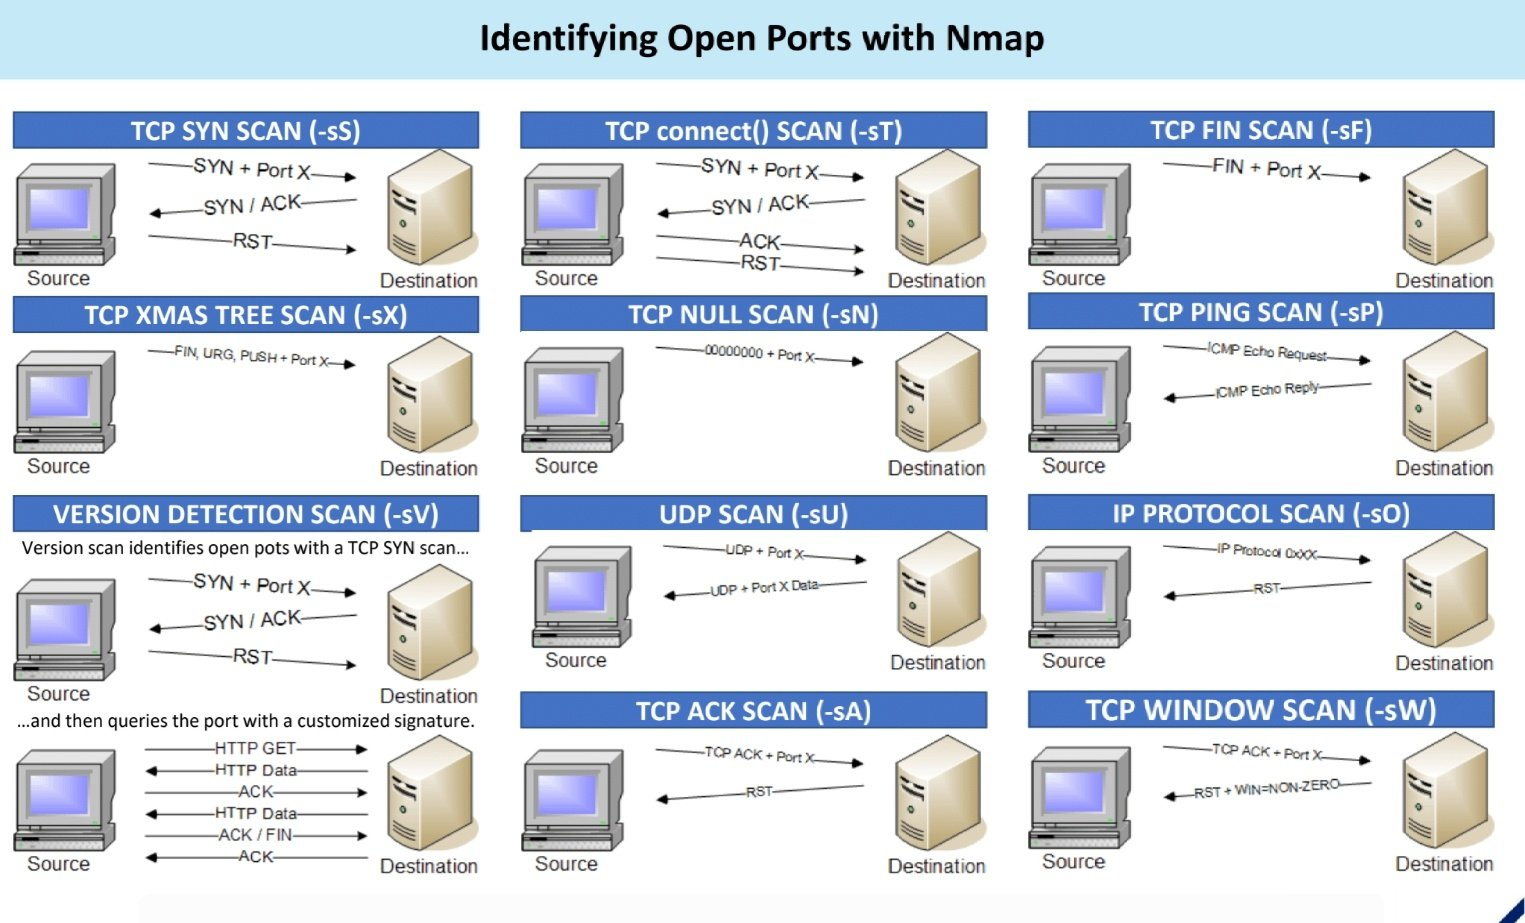 Identifying Open Ports with Nmap
TCP SYN SCAN (-sS)
SYN + Port X
SYN / ACK
RST
Source
Destination
TCP connect() SCAN (-sT)
SYN + Port X
SYN / ACK
ACK
RST
Source
Destination
TCP FIN SCAN (-sF)
FIN + Port X
Source
Destination
TCP XMAS TREE SCAN (-sX)
FIN, URG, PUSH + Port X
Source
Destination
TCP NULL SCAN (-sN)
00000000 + Port X
Source
Destination
TCP PING SCAN (-sP)
ICMP Echo Request
ICMP Echo Reply
Source
Destination
VERSION DETECTION SCAN (-sV)
Version scan identifies open pots with a TCP SYN scan...
SYN + Port X
SYN / ACK
RST
Source
Destination
...and then queries the port with a customized signature.
HTTP GET
HTTP Data
ACK
HTTP Data
ACK / FIN
ACK
Source
Destination
UDP SCAN (-sU)
UDP + Port X
UDP + Port X Data
Source
Destination
IP PROTOCOL SCAN (-sO)
IP Protocol 0xXX
RST
Source
Destination
TCP ACK SCAN (-sA)
TCP ACK + Port X
RST
Source
Destination
TCP WINDOW SCAN (-sW)
TCP ACK + Port X
RST + WIN=NON-ZERO
Source
Destination